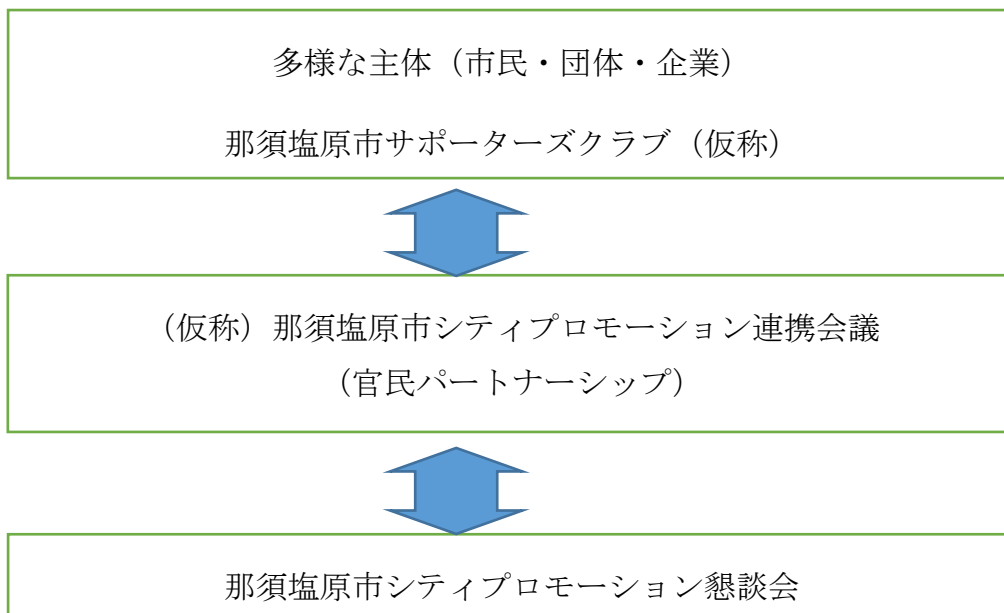 多様な主体（市民・団体・企業）
那須塩原市サポーターズクラブ（仮称）
（仮称）那須塩原市シティプロモーション連携会議
（官民パートナーシップ）
那須塩原市シティプロモーション懇談会